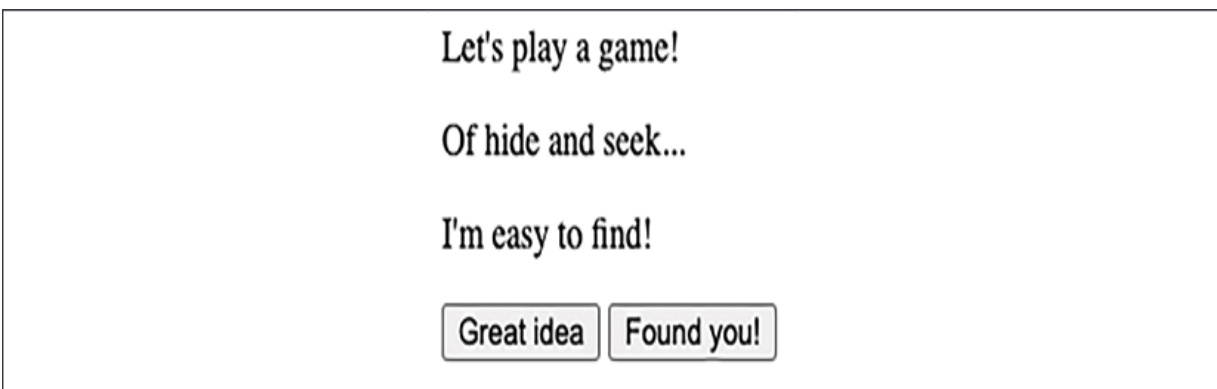 Let's play a game!
Of hide and seek...
I'm easy to find!
Great idea Found you!